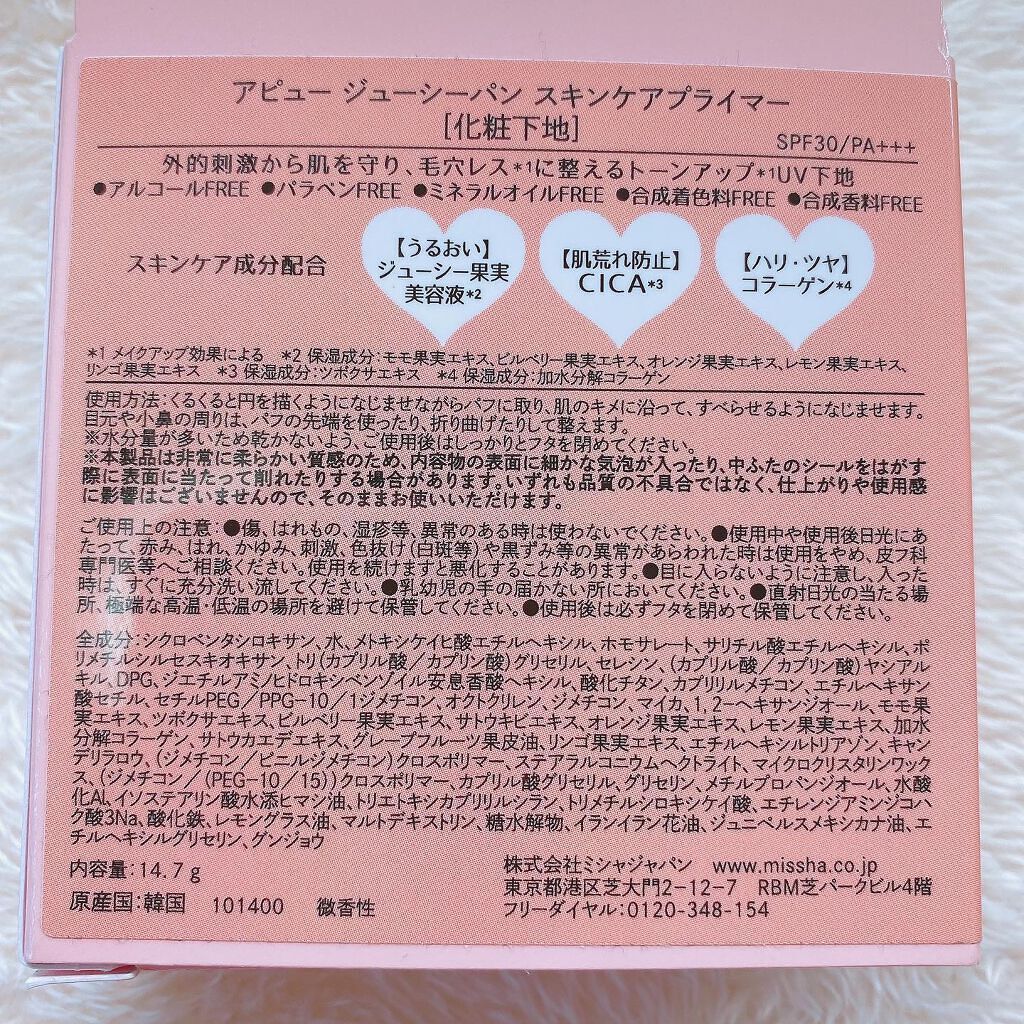 アピュー ジューシーパン スキンケアプライマー
[化粧下地]
SPF30/PA+++
外的刺激から肌を守り、毛穴レス*1に整えるトーンアップ*1UV下地
●アルコールFREE ●パラベンFREE ●ミネラルオイルFREE ●合成着色料FREE ●合成香料FREE
スキンケア成分配合
【うるおい】
ジューシー果実
美容液*2
【肌荒れ防止】
CICA*3
【ハリ・ツヤ】
コラーゲン*4
*1 メイクアップ効果による *2 保湿成分:モモ果実エキス、ビルベリー果実エキス、オレンジ果実エキス、レモン果実エキス、
リンゴ果実エキス *3 保湿成分:ツボクサエキス *4 保湿成分:加水分解コラーゲン
使用方法:くるくると円を描くようになじませながらパフに取り、肌のキメに沿って、すべらせるようになじませます。
目元や小鼻の周りは、パフの先端を使ったり、折り曲げたりして整えます。
※水分量が多いため乾かないよう、ご使用後はしっかりとフタを閉めてください。
※本製品は非常に柔らかい質感のため、内容物の表面に細かな気泡が入ったり、中ふたのシールをはがす
際に表面に当たって削れたりする場合があります。いずれも品質の不具合ではなく、仕上がりや使用感
に影響はございませんので、そのままお使いいただけます。
ご使用上の注意:●傷、はれもの、湿疹等、異常のある時は使わないでください。●使用中や使用後日光にあ
たって、赤み、はれ、かゆみ、刺激、色抜け(白斑等)や黒ずみ等の異常があらわれた時は使用をやめ、皮フ科
専門医等へご相談ください。使用を続けますと悪化することがあります。●目に入らないように注意し、入った
時は、すぐに充分洗い流してください。●乳幼児の手の届かない所においてください。●直射日光の当たる場
所、極端な高温・低温の場所を避けて保管してください。●使用後は必ずフタを閉めて保管してください。
全成分:シクロペンタシロキサン、水、メトキシケイヒ酸エチルヘキシル、ホモサレート、サリチル酸エチルヘキシル、ポ
リメチルシルセスキオキサン、トリ(カプリル酸/カプリン酸)グリセリル、セレシン、(カプリル酸/カプリン酸)ヤシアル
キル、DPG、ジエチルアミノヒドロキシベンゾイル安息香酸ヘキシル、酸化チタン、カプリリルメチコン、エチルヘキサン
酸セチル、セチルPEG/PPG-10/1ジメチコン、オクトクリレン、ジメチコン、マイカ、1,2-ヘキサンジオール、モモ果
実エキス、ツボクサエキス、ビルベリー果実エキス、サトウキビエキス、オレンジ果実エキス、レモン果実エキス、加水
分解コラーゲン、サトウカエデエキス、グレープフルーツ果皮油、リンゴ果実エキス、エチルヘキシルトリアゾン、キャン
デリラロウ、(ジメチコン/ビニルジメチコン)クロスポリマー、ステアラルコニウムヘクトライト、マイクロクリスタリンワック
ス、(ジメチコン/(PEG-10/15))クロスポリマー、カプリル酸グリセリル、グリセリン、メチルプロパンジオール、水酸
化Al、イソステアリン酸水添ヒマシ油、トリエトキシカプリリルシラン、トリメチルシロキシケイ酸、エチレンジアミンジコハ
ク酸3Na、酸化鉄、レモングラス油、マルトデキストリン、糖水解物、イランイラン花油、ジュニペルスメキシカナ油、エ
チルヘキシルグリセリン、ゲンジョウ
内容量:14.7g
原産国:韓国 101400 微香性
株式会社ミシャジャパン www.missha.co.jp
東京都港区芝大門2-12-7 RBM芝パークビル4階
フリーダイヤル:0120-348-154